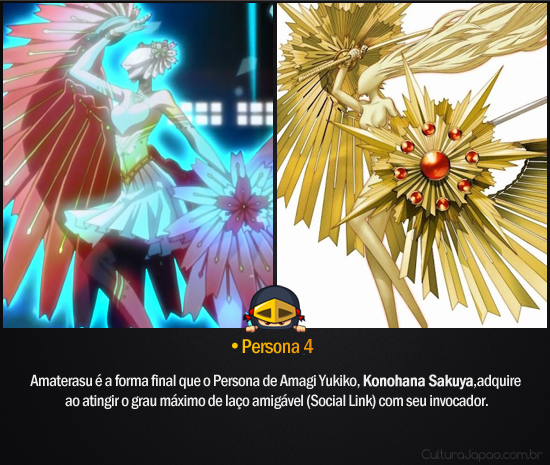 • Persona 4
Amaterasu é a forma final que o Persona de Amagi Yukiko, Konohana Sakuya,adquire
ao atingir o grau máximo de laço amigável (Social Link) com seu invocador.
CulturaJapao.com.br